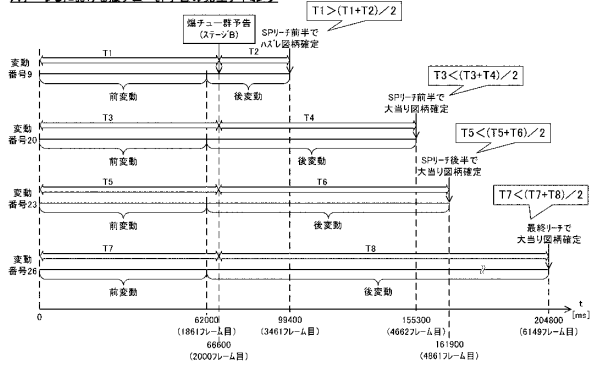 爆チュー群予告
(ステージB)
SPリーチ前半で
ハズレ図柄確定
T1>(T1+T2)/2
変動
番号9
T1
T2
前変動
後変動
T3<(T3+T4)/2
SPリーチ前半で
大当り図柄確定
変動
番号20
T3
T4
前変動
後変動
T5<(T5+T6)/2
SPリーチ後半で
大当り図柄確定
変動
番号23
T5
T6
前変動
後変動
T7<(T7+T8)/2
最終リーチで
大当り図柄確定
変動
番号26
T7
T8
前変動
後変動
t
[ms]
0
62000
(1861フレーム目)
66600
(2000フレーム目)
99400
(3461フレーム目)
155300
(4662フレーム目)
161900
(4861フレーム目)
204800
(6149フレーム目)